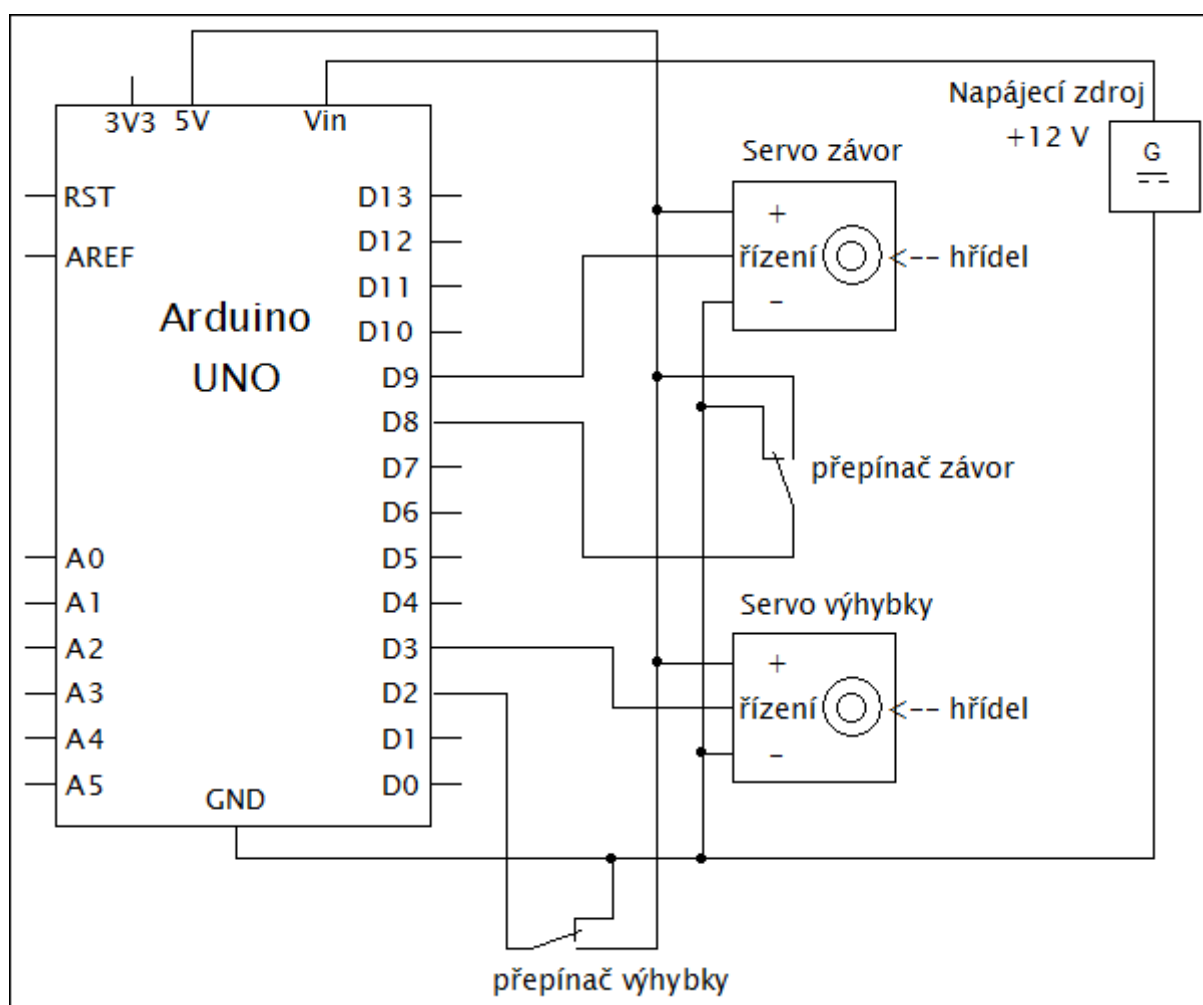 3V3 5V Vin
RST
AREF
Arduino
UNO
A0
A1
A2
A3
A4
A5
GND
D13
D12
D11
D10
D9
D8
D7
D6
D5
D4
D3
D2
D1
D0
Napájecí zdroj
+12 V
G
Servo závor
+
řízení <-- hřídel
-
přepínač závor
Servo výhybky
+
řízení <-- hřídel
-
přepínač výhybky